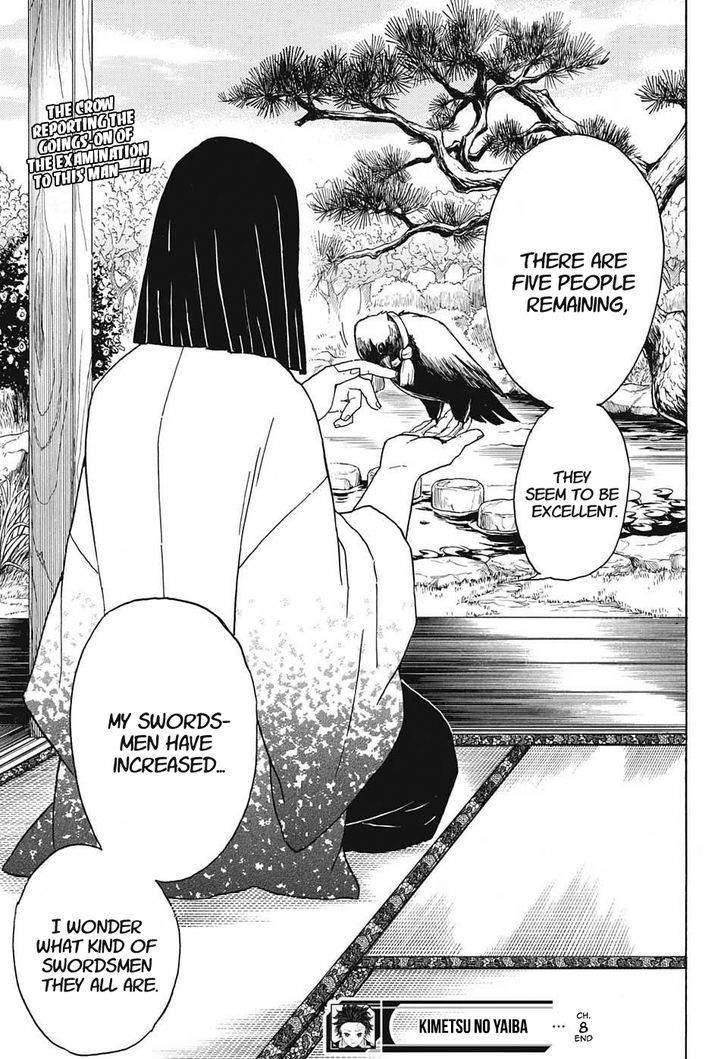 THERE ARE
FIVE PEOPLE
REMAINING,
THEY
SEEM TO BE
EXCELLENT.
THE CROW
REPORTING THE
GOINGS-ON OF
THE EXAMINATION
TO THIS MAN—!!
MY SWORDS-
MEN HAVE
INCREASED...
I WONDER
WHAT KIND OF
SWORDSMEN
THEY ALL ARE.
KIMETSU NO YAIBA ... CH.
8
END